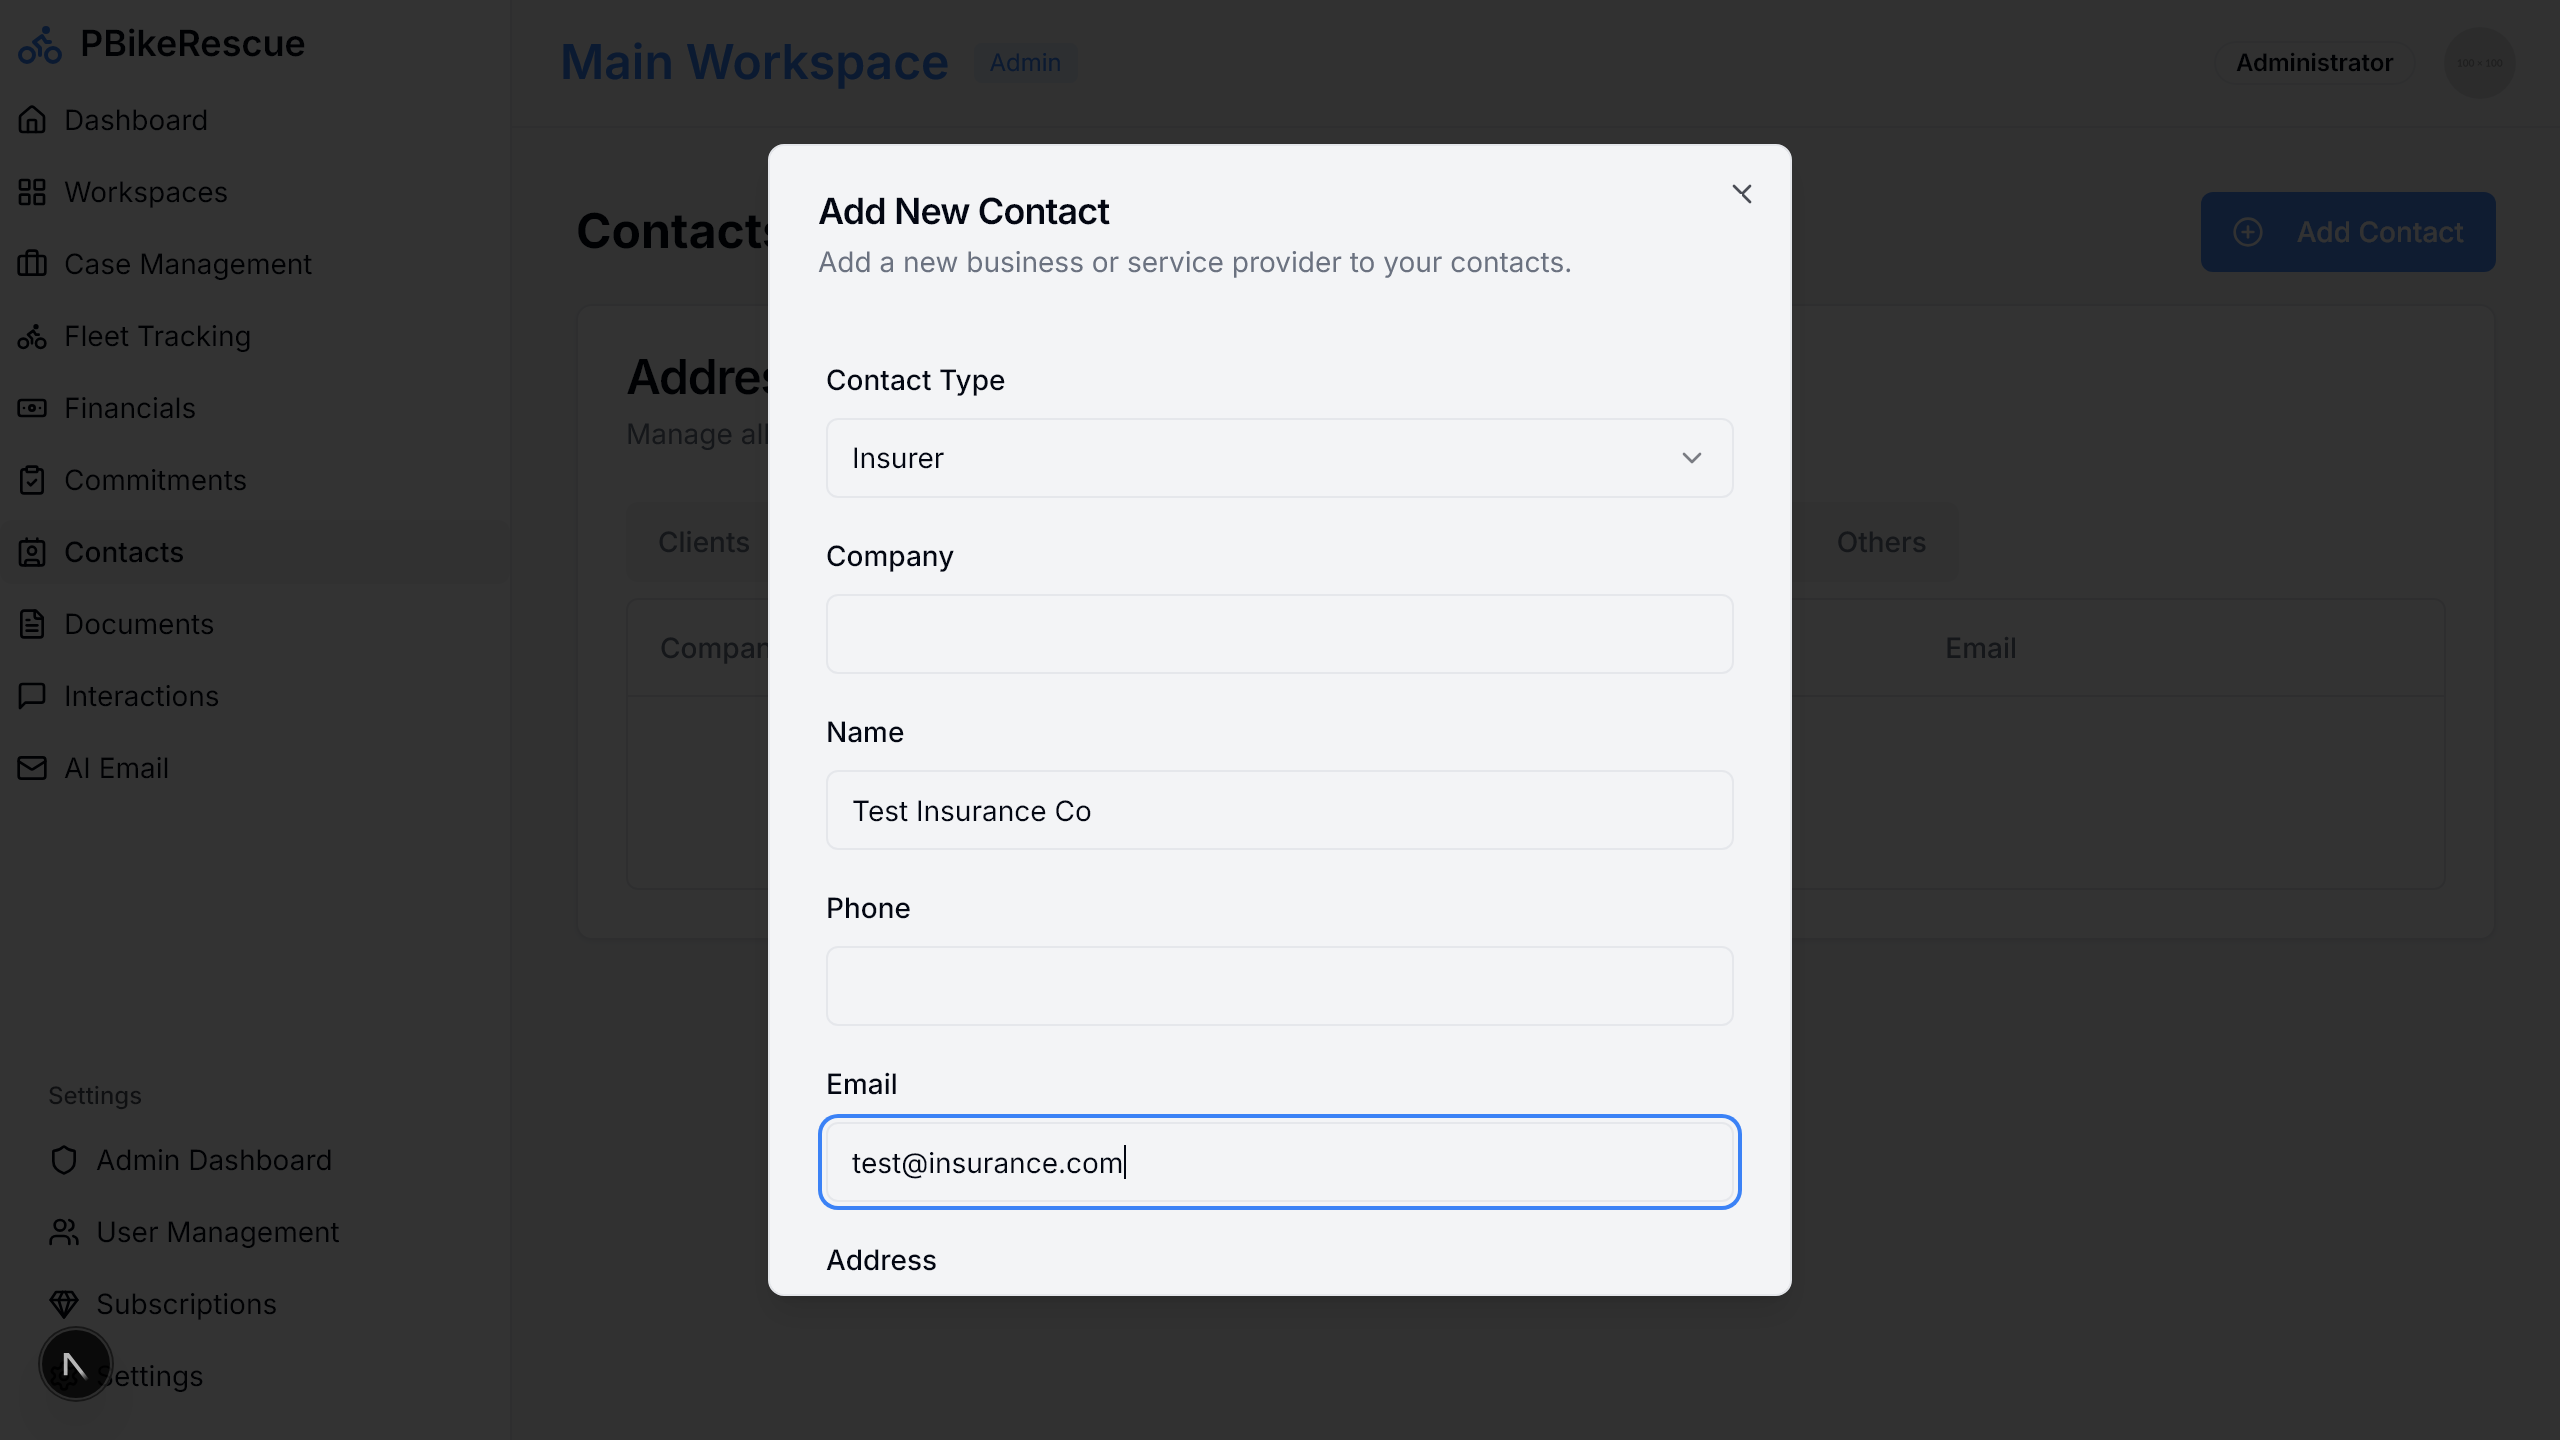 PBikeRescue
Dashboard
Workspaces
Case Management
Fleet Tracking
Financials
Commitments
Contacts
Documents
Interactions
AI Email
Settings
Admin Dashboard
User Management
Subscriptions
Settings
Main Workspace
Admin
Administrator
100 × 100
Contacts
Add Contact
Addres
Manage all
Clients
Others
Compan
Email
Add New Contact
Add a new business or service provider to your contacts.
Contact Type
Insurer
Company
Name
Test Insurance Co
Phone
Email
test@insurance.com
Address